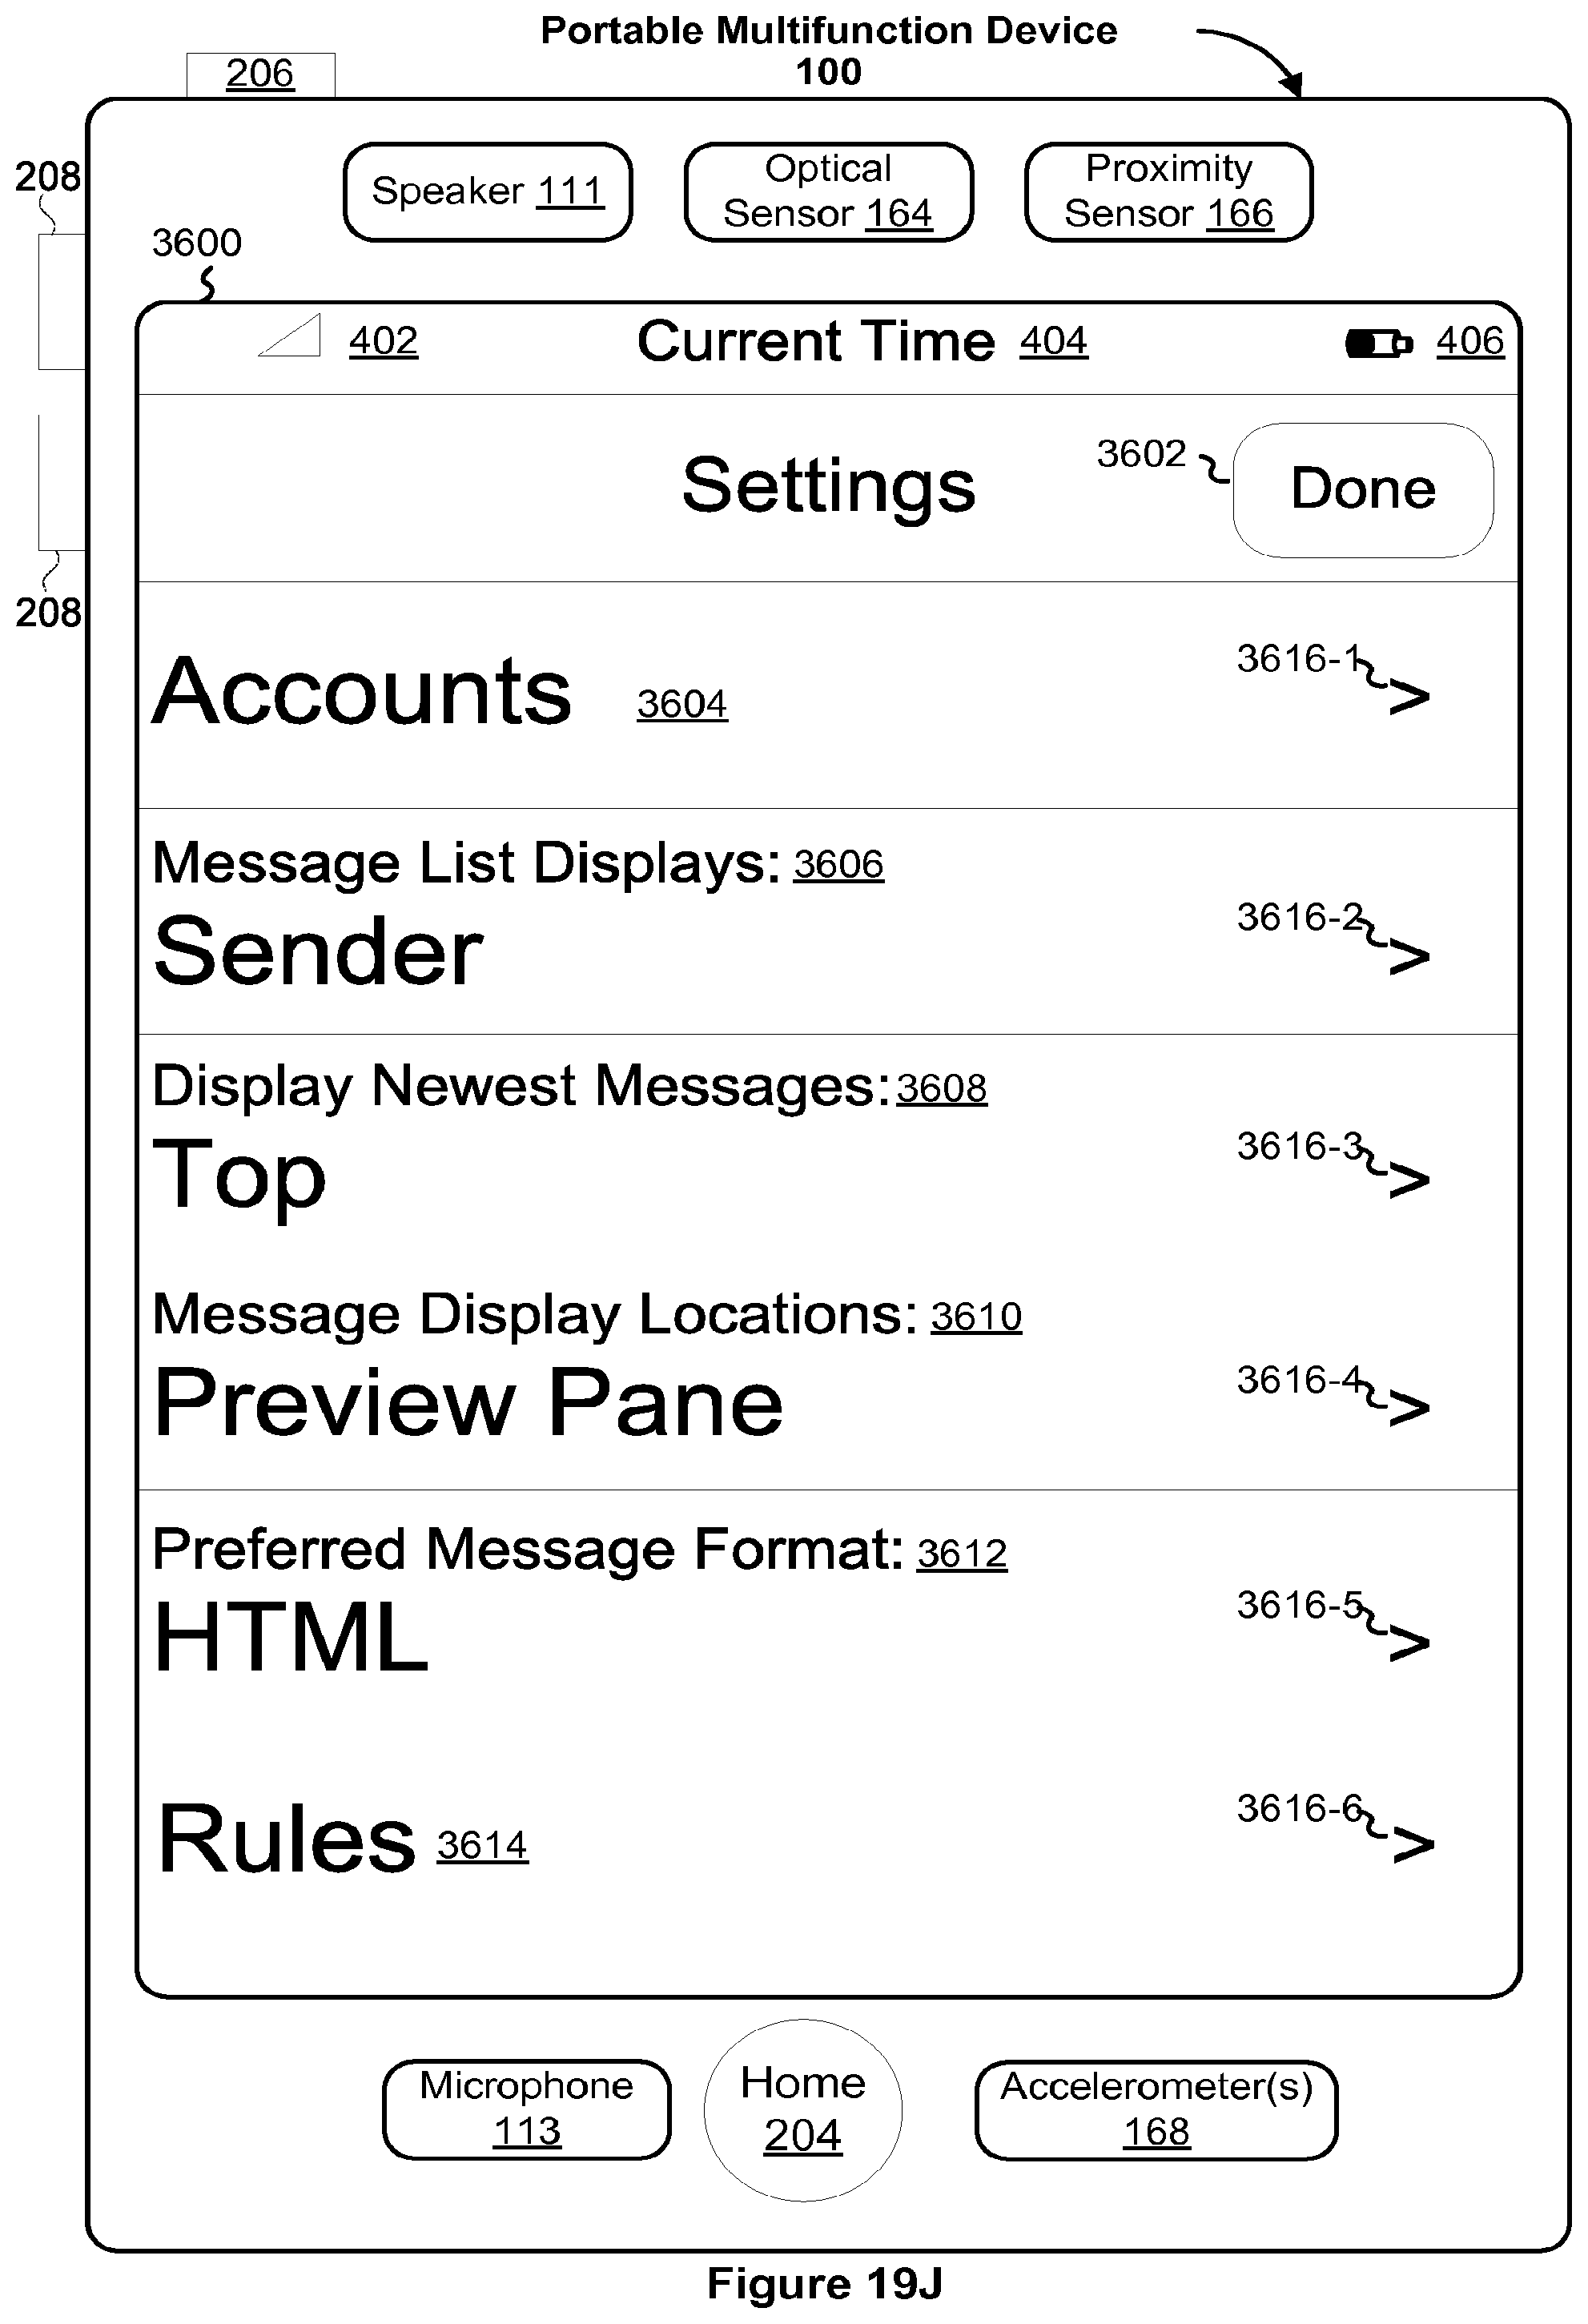 Portable Multifunction Device
100
206
208
Speaker 111
Optical
Sensor 164
Proximity
Sensor 166
3600
402
Current Time 404
406
Settings
3602
Done
208
Accounts 3604
3616-1
>
Message List Displays: 3606
Sender
3616-2
>
Display Newest Messages: 3608
Top
3616-3
>
Message Display Locations: 3610
Preview Pane
3616-4
>
Preferred Message Format: 3612
HTML
3616-5
>
Rules 3614
3616-6
>
Microphone
113
Home
204
Accelerometer(s)
168
Figure 19J